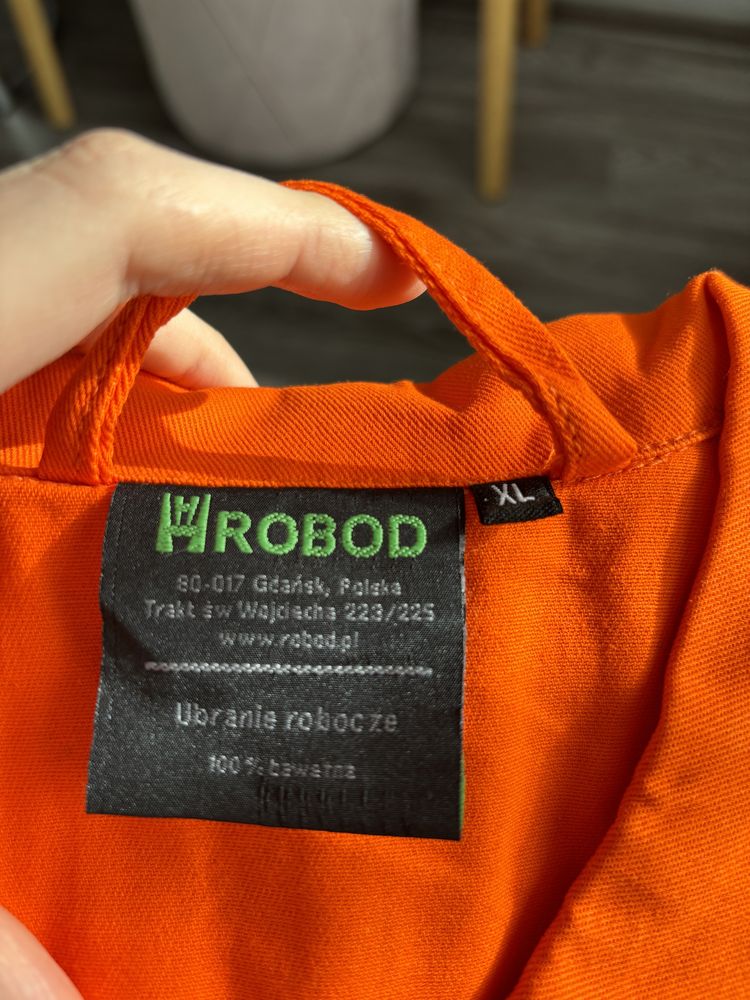 ROBOD
XL
80-017 Gdańsk, Polska
Trakt św Wojciecha 223/225
www.robod.pl
Ubranie robocze
100% bawełna